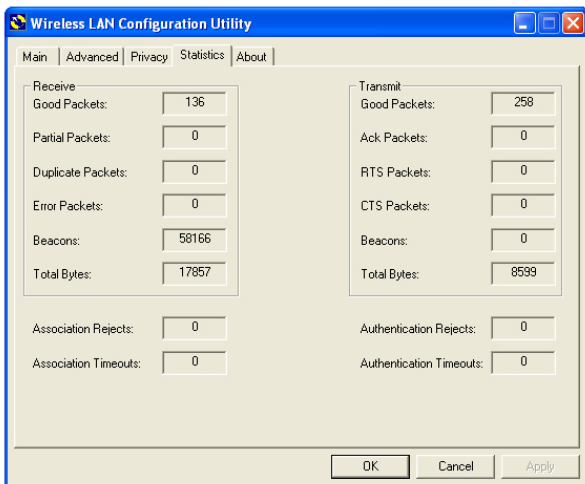 Wireless LAN Configuration Utility
Main Advanced Privacy Statistics About
Receive
Good Packets: 136
Partial Packets: 0
Duplicate Packets: 0
Error Packets: 0
Beacons: 58166
Total Bytes: 17857
Association Rejects: 0
Association Timeouts: 0
Transmit
Good Packets: 258
Ack Packets: 0
RTS Packets: 0
CTS Packets: 0
Beacons: 0
Total Bytes: 8599
Authentication Rejects: 0
Authentication Timeouts: 0
OK Cancel Apply